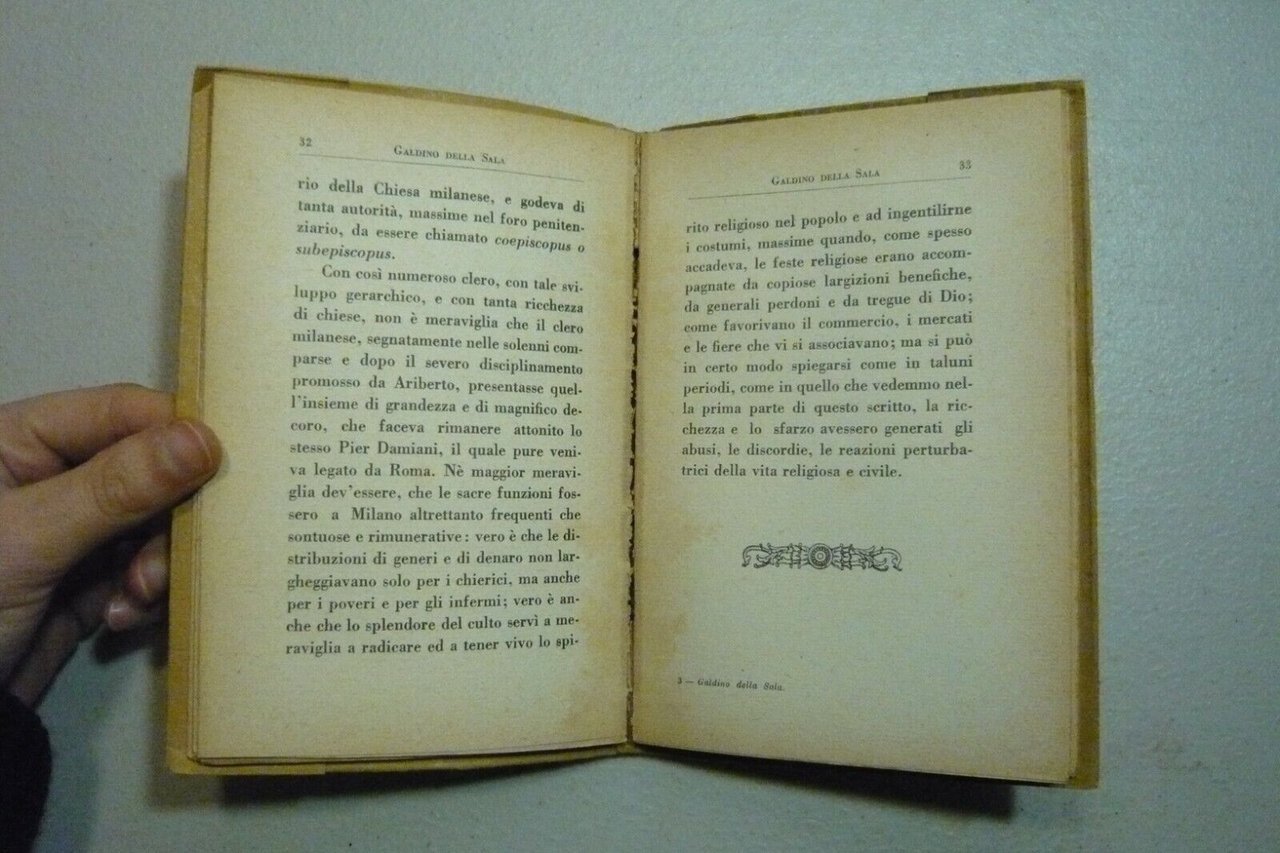 32
Galdino della Sala
rio della Chiesa milanese, e godeva di
tanta autorità, massime nel foro peniten-
ziario, da essere chiamato coepiscopus o
subepiscopus.
Con così numeroso clero, con tale svi-
luppo gerarchico, e con tanta ricchezza
di chiese, non è meraviglia che il clero
milanese, segnatamente nelle solenni com-
parse e dopo il severo disciplinamento
promosso da Ariberto, presentasse quel-
l'insieme di grandezza e di magnifico de-
coro, che faceva rimanere attonito lo
stesso Pier Damiani, il quale pure veni-
va legato da Roma. Nè maggior meravi-
glia dev'essere, che le sacre funzioni fos-
sero a Milano altrettanto frequenti che
sontuose e rimunerative: vero è che le di-
stribuzioni di generi e di denaro non lar-
gheggiavano solo per i chierici, ma anche
per i poveri e per gli infermi; vero è an-
che che lo splendore del culto servì a me-
raviglia a radicare ed a tener vivo lo spi-
Galdino della Sala
33
rito religioso nel popolo e ad ingentilirne
i costumi, massime quando, come spesso
accadeva, le feste religiose erano accom-
pagnate da copiose largizioni benefiche,
da generali perdoni e da tregue di Dio;
come favorivano il commercio, i mercati
e le fiere che vi si associavano; ma si può
in certo modo spiegarsi come in taluni
periodi, come in quello che vedemmo nel-
la prima parte di questo scritto, la ric-
chezza e lo sfarzo avessero generati gli
abusi, le discordie, le reazioni perturba-
trici della vita religiosa e civile.
3 — Galdino della Sala.